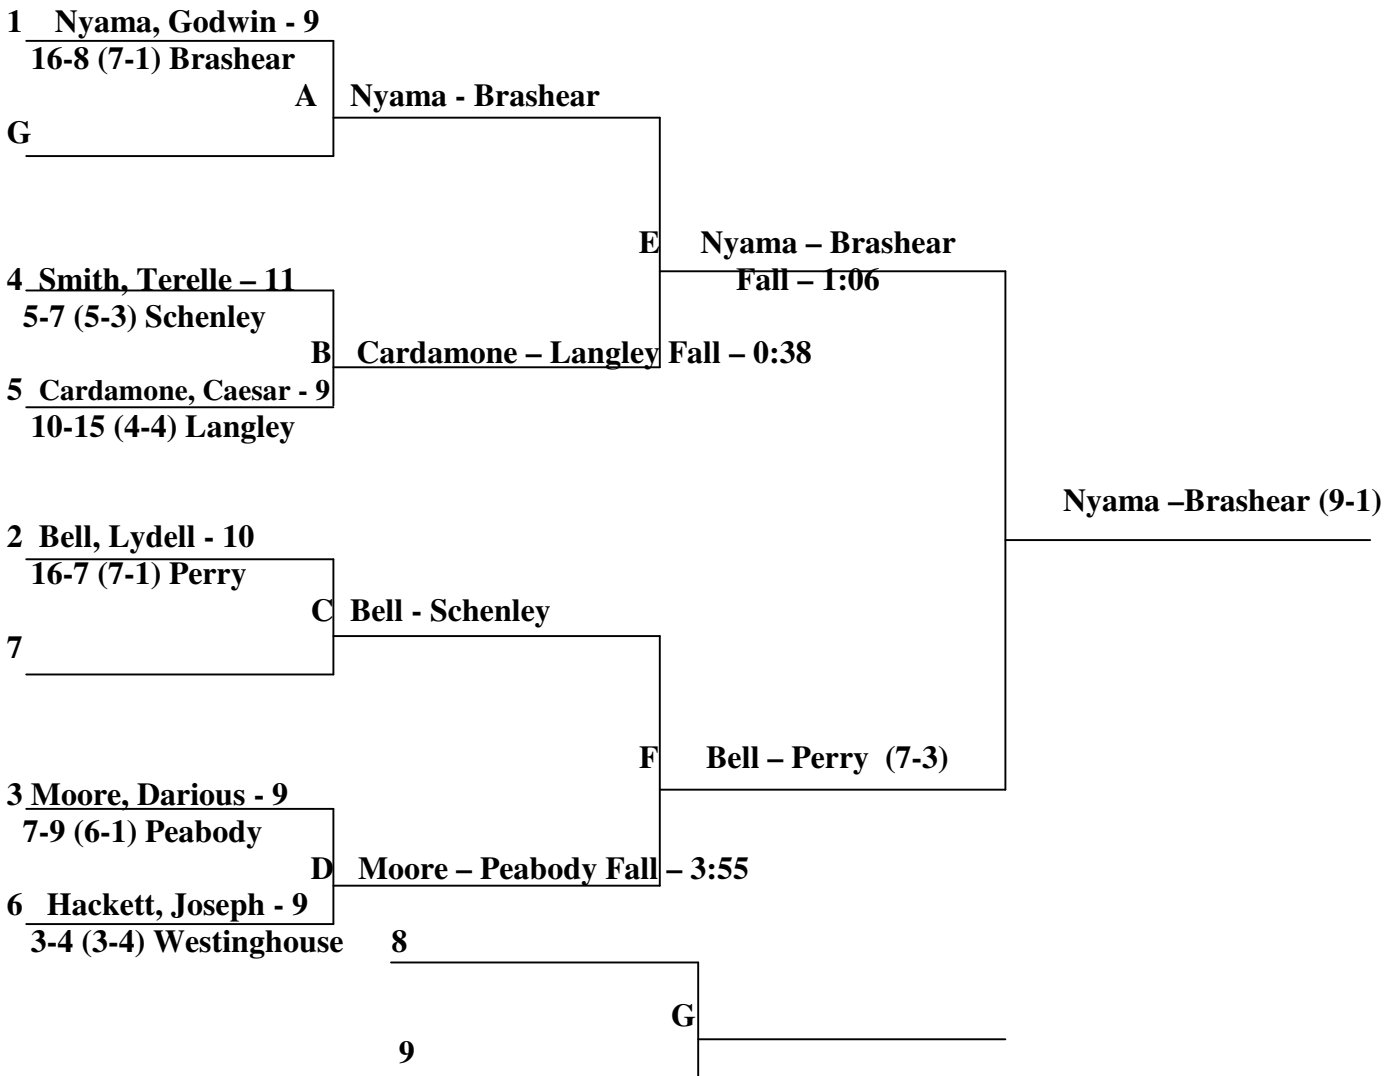 1 Nyama, Godwin - 9
16-8 (7-1) Brashear
A Nyama - Brashear
G
E Nyama – Brashear
Fall – 1:06
4 Smith, Terelle – 11
5-7 (5-3) Schenley
B Cardamone – Langley Fall – 0:38
5 Cardamone, Caesar - 9
10-15 (4-4) Langley
Nyama –Brashear (9-1)
2 Bell, Lydell - 10
16-7 (7-1) Perry
C Bell - Schenley
7
F Bell – Perry (7-3)
3 Moore, Darious - 9
7-9 (6-1) Peabody
D Moore – Peabody Fall – 3:55
6 Hackett, Joseph - 9
3-4 (3-4) Westinghouse 8
G
9